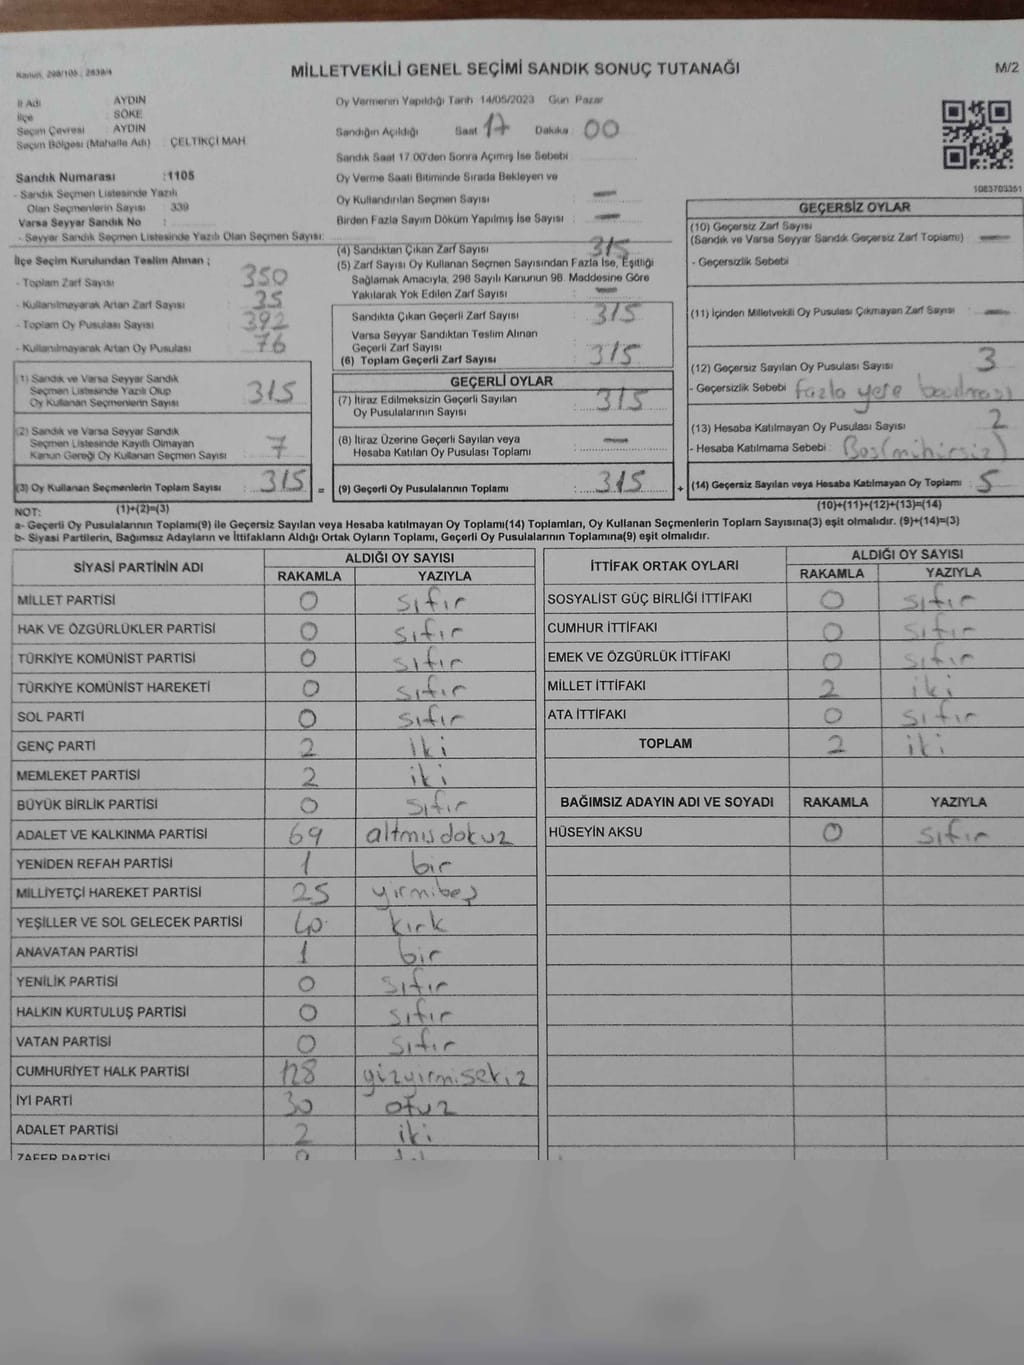 Kanun, 298/105 , 2839/4
MİLLETVEKİLİ GENEL SEÇİMİ SANDIK SONUÇ TUTANAĞI
M/2
İl Adı AYDIN
İlçe SÖKE
Seçim Çevresi AYDIN
Seçim Bölgesi (Mahalle Adı) : ÇELTİKÇİ MAH.
Sandık Numarası :1105
- Sandık Seçmen Listesinde Yazılı
Olan Seçmenlerin Sayısı : 339
Varsa Seyyar Sandık No :
- Seyyar Sandık Seçmen Listesinde Yazılı Olan Seçmen Sayısı:
İlçe Seçim Kurulundan Teslim Alınan ;
- Toplam Zarf Sayısı 350
- Kullanılmayarak Artan Zarf Sayısı 35
- Toplam Oy Pusulası Sayısı 392
- Kullanılmayarak Artan Oy Pusulası 76
(1) Sandık ve Varsa Seyyar Sandık
Seçmen Listesinde Yazılı Olup
Oy Kullanan Seçmenlerin Sayısı 315
(2) Sandık ve Varsa Seyyar Sandık
Seçmen Listesinde Kayıtlı Olmayan
Kanun Gereği Oy Kullanan Seçmen Sayısı 7
(3) Oy Kullanan Seçmenlerin Toplam Sayısı : 315 =
(1)+(2)=(3)
Oy Vermenin Yapıldığı Tarih 14/05/2023 Gün Pazar
Sandığın Açıldığı Saat 17 Dakika : 00
Sandık Saat 17.00'den Sonra Açımış İse Sebebi
Oy Verme Saati Bitiminde Sırada Bekleyen ve
Oy Kullandırılan Seçmen Sayısı : —
Birden Fazla Sayım Döküm Yapılmış İse Sayısı : —
(4) Sandıktan Çıkan Zarf Sayısı : 315
(5) Zarf Sayısı Oy Kullanan Seçmen Sayısından Fazla İse, Eşitliği
Sağlamak Amacıyla, 298 Sayılı Kanunun 98. Maddesine Göre
Yakılarak Yok Edilen Zarf Sayısı : —
Sandıkta Çıkan Geçerli Zarf Sayısı : 315
Varsa Seyyar Sandıktan Teslim Alınan
Geçerli Zarf Sayısı
(6) Toplam Geçerli Zarf Sayısı : 315
GEÇERLİ OYLAR
(7) İtiraz Edilmeksizin Geçerli Sayılan
Oy Pusulalarının Sayısı : 315
(8) İtiraz Üzerine Geçerli Sayılan veya
Hesaba Katılan Oy Pusulası Toplamı : —
(9) Geçerli Oy Pusulalarının Toplamı : 315 +
1083703351
GEÇERSİZ OYLAR
(10) Geçersiz Zarf Sayısı
(Sandık ve Varsa Seyyar Sandık Geçersiz Zarf Toplamı) : —
- Geçersizlik Sebebi
(11) İçinden Milletvekili Oy Pusulası Çıkmayan Zarf Sayısı : —
(12) Geçersiz Sayılan Oy Pusulası Sayısı : 3
- Geçersizlik Sebebi : fazla yere basılması
(13) Hesaba Katılmayan Oy Pusulası Sayısı : 2
- Hesaba Katılmama Sebebi : Boş(mühürsüz)
(14) Geçersiz Sayılan veya Hesaba Katılmayan Oy Toplamı : 5
(10)+(11)+(12)+(13)=(14)
NOT:
a- Geçerli Oy Pusulalarının Toplamı(9) ile Geçersiz Sayılan veya Hesaba katılmayan Oy Toplamı(14) Toplamları, Oy Kullanan Seçmenlerin Toplam Sayısına(3) eşit olmalıdır. (9)+(14)=(3)
b- Siyasi Partilerin, Bağımsız Adayların ve İttifakların Aldığı Ortak Oyların Toplamı, Geçerli Oy Pusulalarının Toplamına(9) eşit olmalıdır.
SİYASİ PARTİNİN ADI ALDIĞI OY SAYISI
RAKAMLA YAZIYLA
MİLLET PARTİSİ 0 sıfır
HAK VE ÖZGÜRLÜKLER PARTİSİ 0 sıfır
TÜRKİYE KOMÜNİST PARTİSİ 0 sıfır
TÜRKİYE KOMÜNİST HAREKETİ 0 sıfır
SOL PARTİ 0 sıfır
GENÇ PARTİ 2 iki
MEMLEKET PARTİSİ 2 iki
BÜYÜK BİRLİK PARTİSİ 0 sıfır
ADALET VE KALKINMA PARTİSİ 69 altmışdokuz
YENİDEN REFAH PARTİSİ 1 bir
MİLLİYETÇİ HAREKET PARTİSİ 25 yirmibeş
YEŞİLLER VE SOL GELECEK PARTİSİ 40 kırk
ANAVATAN PARTİSİ 1 bir
YENİLİK PARTİSİ 0 sıfır
HALKIN KURTULUŞ PARTİSİ 0 sıfır
VATAN PARTİSİ 0 sıfır
CUMHURİYET HALK PARTİSİ 128 yüzyirmisekiz
İYİ PARTİ 30 otuz
ADALET PARTİSİ 2 iki
ZAFER PARTİSİ
İTTİFAK ORTAK OYLARI ALDIĞI OY SAYISI
RAKAMLA YAZIYLA
SOSYALİST GÜÇ BİRLİĞİ İTTİFAKI 0 sıfır
CUMHUR İTTİFAKI 0 sıfır
EMEK VE ÖZGÜRLÜK İTTİFAKI 0 sıfır
MİLLET İTTİFAKI 2 iki
ATA İTTİFAKI 0 sıfır
TOPLAM 2 iki
BAĞIMSIZ ADAYIN ADI VE SOYADI RAKAMLA YAZIYLA
HÜSEYİN AKSU 0 sıfır